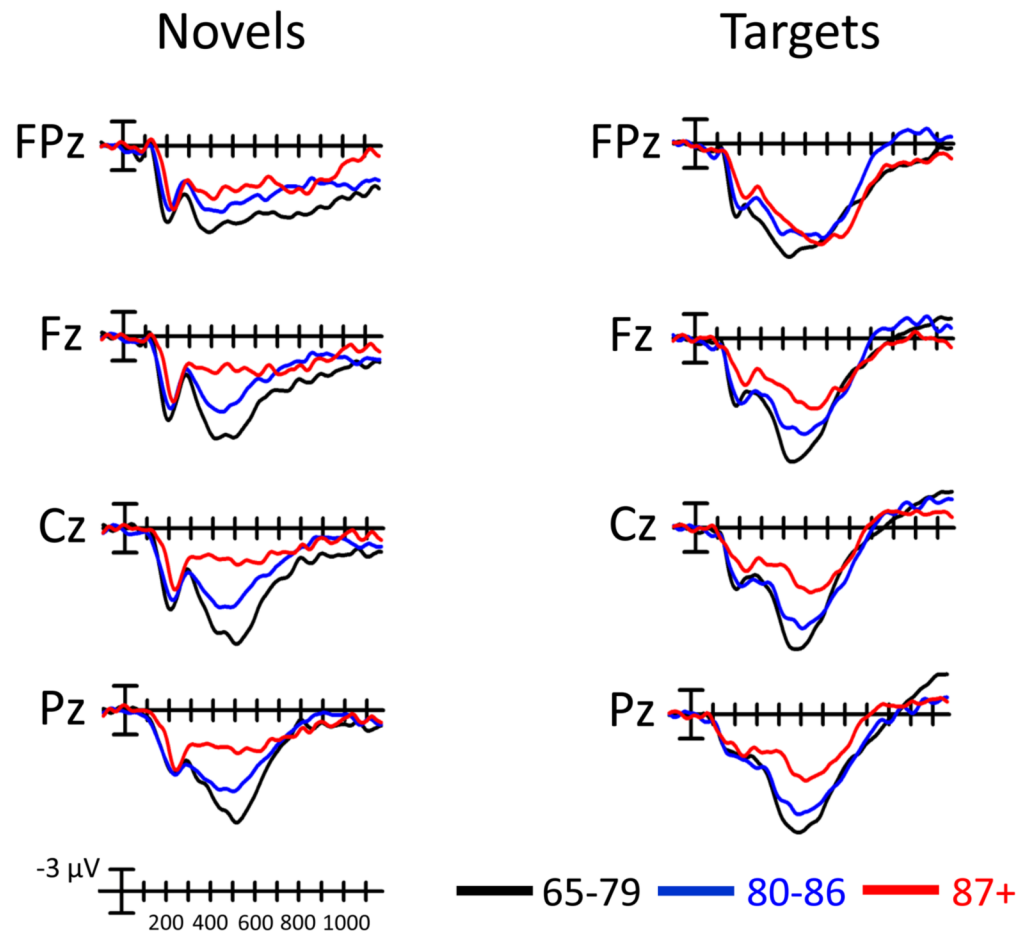 Novels Targets
FPz FPz
Fz Fz
Cz Cz
Pz Pz
-3 µV
200 400 600 800 1000
65-79 80-86 87+